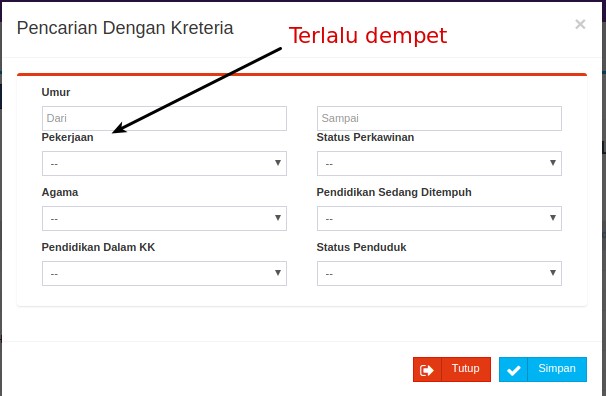 Pencarian Dengan Kreteria
×
Terlalu dempet
Umur
Dari
Sampai
Pekerjaan
Status Perkawinan
--
--
Agama
Pendidikan Sedang Ditempuh
--
--
Pendidikan Dalam KK
Status Penduduk
--
--
Tutup
Simpan